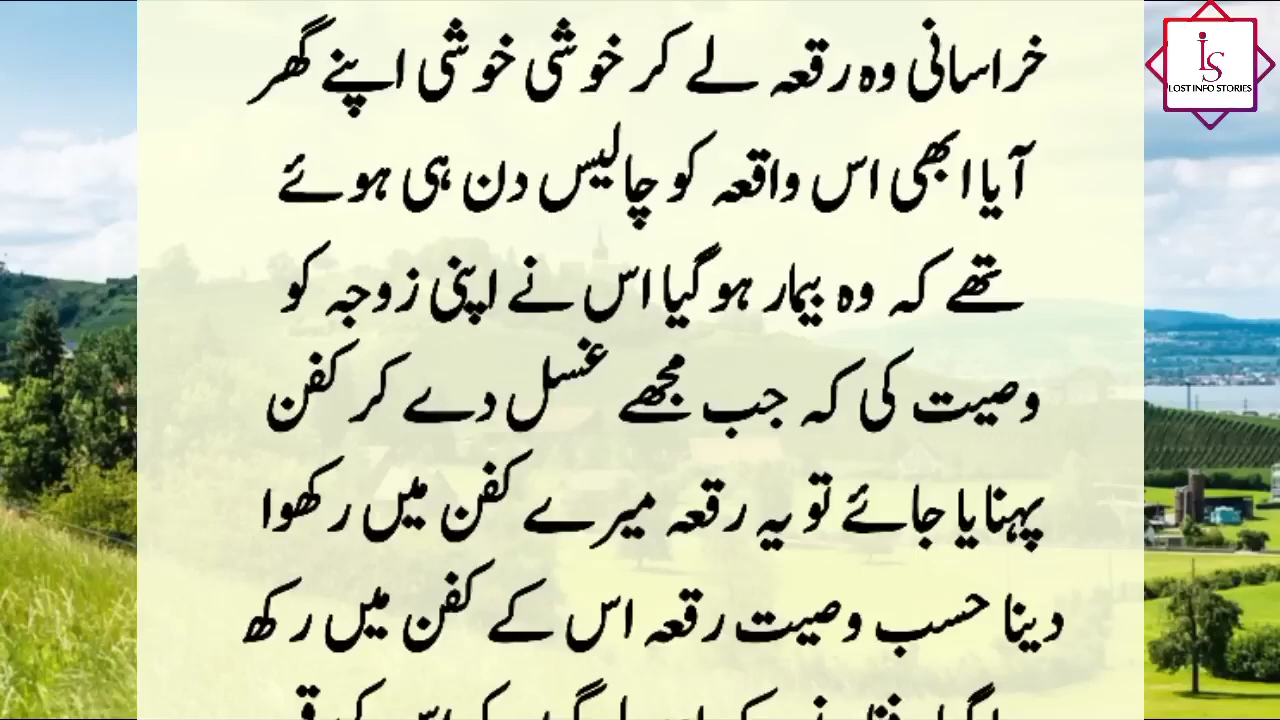 خراسانی وہ رقعہ لے کر خوشی خوشی اپنے گھر
آیا ابھی اس واقعہ کو چالیس دن ہی ہوئے
تھے کہ وہ بیمار ہو گیا اس نے اپنی زوجہ کو
وصیت کی کہ جب مجھے غسل دے کر کفن
پہنایا جائے تو یہ رقعہ میرے کفن میں رکھوا
دینا حسب وصیت رقعہ اس کے کفن میں رکھ
IS
LOST INFO STORIES